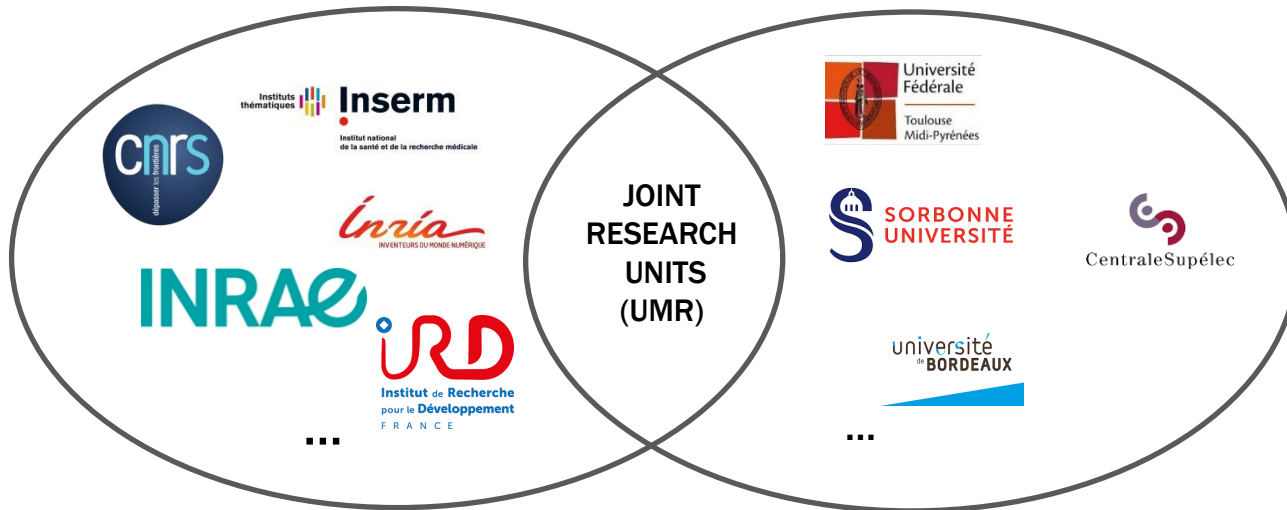 Instituts
thématiques
Inserm
Institut national
de la santé et de la recherche médicale
cnrs
dépasser les frontières
Inría
INVENTEURS DU MONDE NUMÉRIQUE
INRAE
IRD
Institut de Recherche
pour le Développement
FRANCE
...
JOINT
RESEARCH
UNITS
(UMR)
Université
Fédérale
Toulouse
Midi-Pyrénées
S
SORBONNE
UNIVERSITÉ
CentraleSupélec
université
de BORDEAUX
...